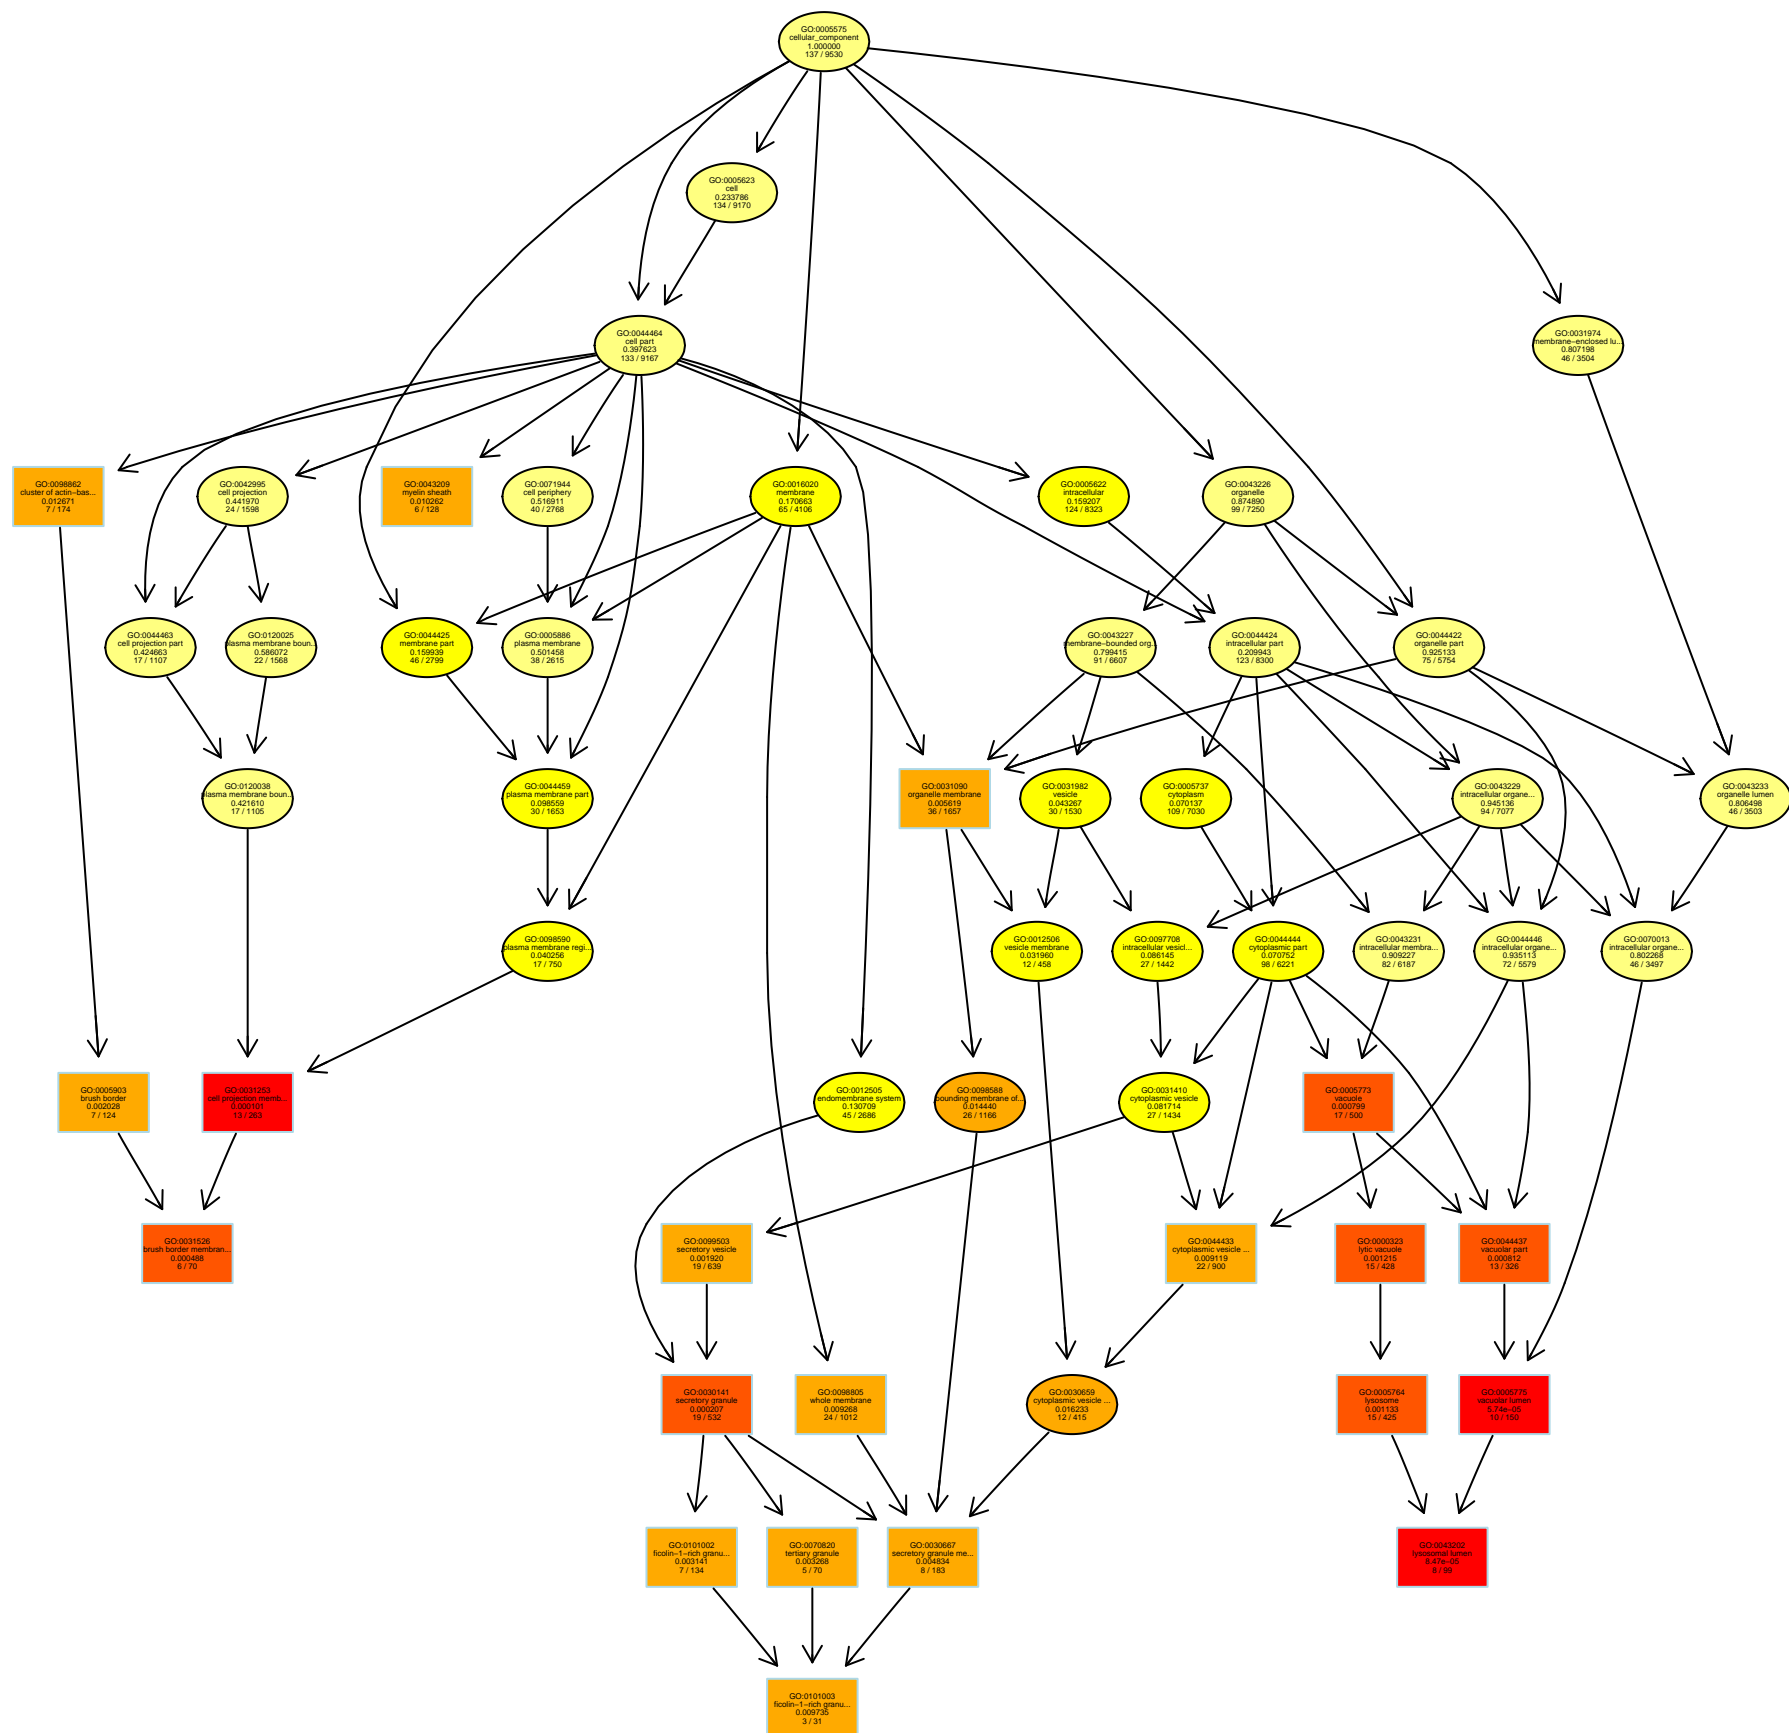 GO:0005575
cellular_component
1.000000
137 / 9530
GO:0005623
cell
0.233786
134 / 9170
GO:0044464
cell part
0.397623
133 / 9167
GO:0031974
membrane−enclosed lu...
0.807198
46 / 3504
GO:0098862
cluster of actin−bas...
0.012671
7 / 174
GO:0042995
cell projection
0.441970
24 / 1598
GO:0043209
myelin sheath
0.010262
6 / 128
GO:0071944
cell periphery
0.516911
40 / 2768
GO:0016020
membrane
0.170663
65 / 4106
GO:0005622
intracellular
0.159207
124 / 8323
GO:0043226
organelle
0.874890
99 / 7250
GO:0044463
cell projection part
0.424663
17 / 1107
GO:0120025
plasma membrane boun...
0.586072
22 / 1568
GO:0044425
membrane part
0.159939
46 / 2799
GO:0005886
plasma membrane
0.501458
38 / 2615
GO:0043227
membrane−bounded org...
0.799415
91 / 6607
GO:0044424
intracellular part
0.209943
123 / 8300
GO:0044422
organelle part
0.925133
75 / 5754
GO:0120038
plasma membrane boun...
0.421610
17 / 1105
GO:0044459
plasma membrane part
0.098559
30 / 1653
GO:0031090
organelle membrane
0.005619
36 / 1657
GO:0031982
vesicle
0.043267
30 / 1530
GO:0005737
cytoplasm
0.070137
109 / 7030
GO:0043229
intracellular organe...
0.945136
94 / 7077
GO:0043233
organelle lumen
0.806498
46 / 3503
GO:0098590
plasma membrane regi...
0.040256
17 / 750
GO:0012506
vesicle membrane
0.031960
12 / 458
GO:0097708
intracellular vesicl...
0.086145
27 / 1442
GO:0044444
cytoplasmic part
0.070752
98 / 6221
GO:0043231
intracellular membra...
0.909227
82 / 6187
GO:0044446
intracellular organe...
0.935113
72 / 5579
GO:0070013
intracellular organe...
0.802268
46 / 3497
GO:0005903
brush border
0.002028
7 / 124
GO:0031253
cell projection memb...
0.000101
13 / 263
GO:0012505
endomembrane system
0.130709
45 / 2686
GO:0098588
bounding membrane of...
0.014440
26 / 1166
GO:0031410
cytoplasmic vesicle
0.081714
27 / 1434
GO:0005773
vacuole
0.000799
17 / 500
GO:0031526
brush border membran...
0.000488
6 / 70
GO:0099503
secretory vesicle
0.001920
19 / 639
GO:0044433
cytoplasmic vesicle ...
0.009119
22 / 900
GO:0000323
lytic vacuole
0.001215
15 / 428
GO:0044437
vacuolar part
0.000812
13 / 326
GO:0030141
secretory granule
0.000207
19 / 532
GO:0098805
whole membrane
0.009268
24 / 1012
GO:0030659
cytoplasmic vesicle ...
0.016233
12 / 415
GO:0005764
lysosome
0.001133
15 / 425
GO:0005775
vacuolar lumen
5.74e−05
10 / 150
GO:0101002
ficolin−1−rich granu...
0.003141
7 / 134
GO:0070820
tertiary granule
0.003268
5 / 70
GO:0030667
secretory granule me...
0.004834
8 / 183
GO:0043202
lysosomal lumen
8.47e−05
8 / 99
GO:0101003
ficolin−1−rich granu...
0.009735
3 / 31